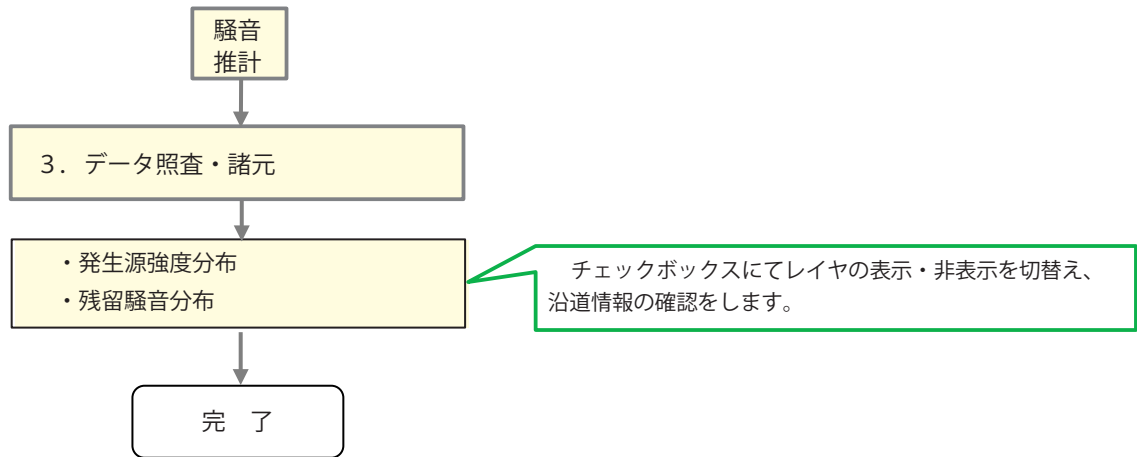 騒音
推計
３．データ照査・諸元
・発生源強度分布
・残留騒音分布
チェックボックスにてレイヤの表示・非表示を切替え、
沿道情報の確認をします。
完　了